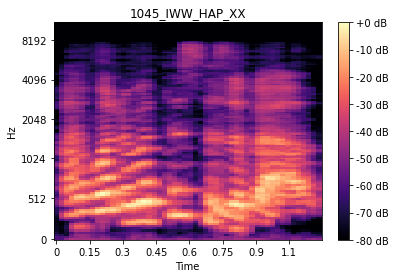 1045_IWW_HAP_XX
8192
4096
2048
1024
512
0
Hz
0
0.15
0.3
0.45
0.6
0.75
0.9
1.1
Time
+0 dB
-10 dB
-20 dB
-30 dB
-40 dB
-50 dB
-60 dB
-70 dB
-80 dB